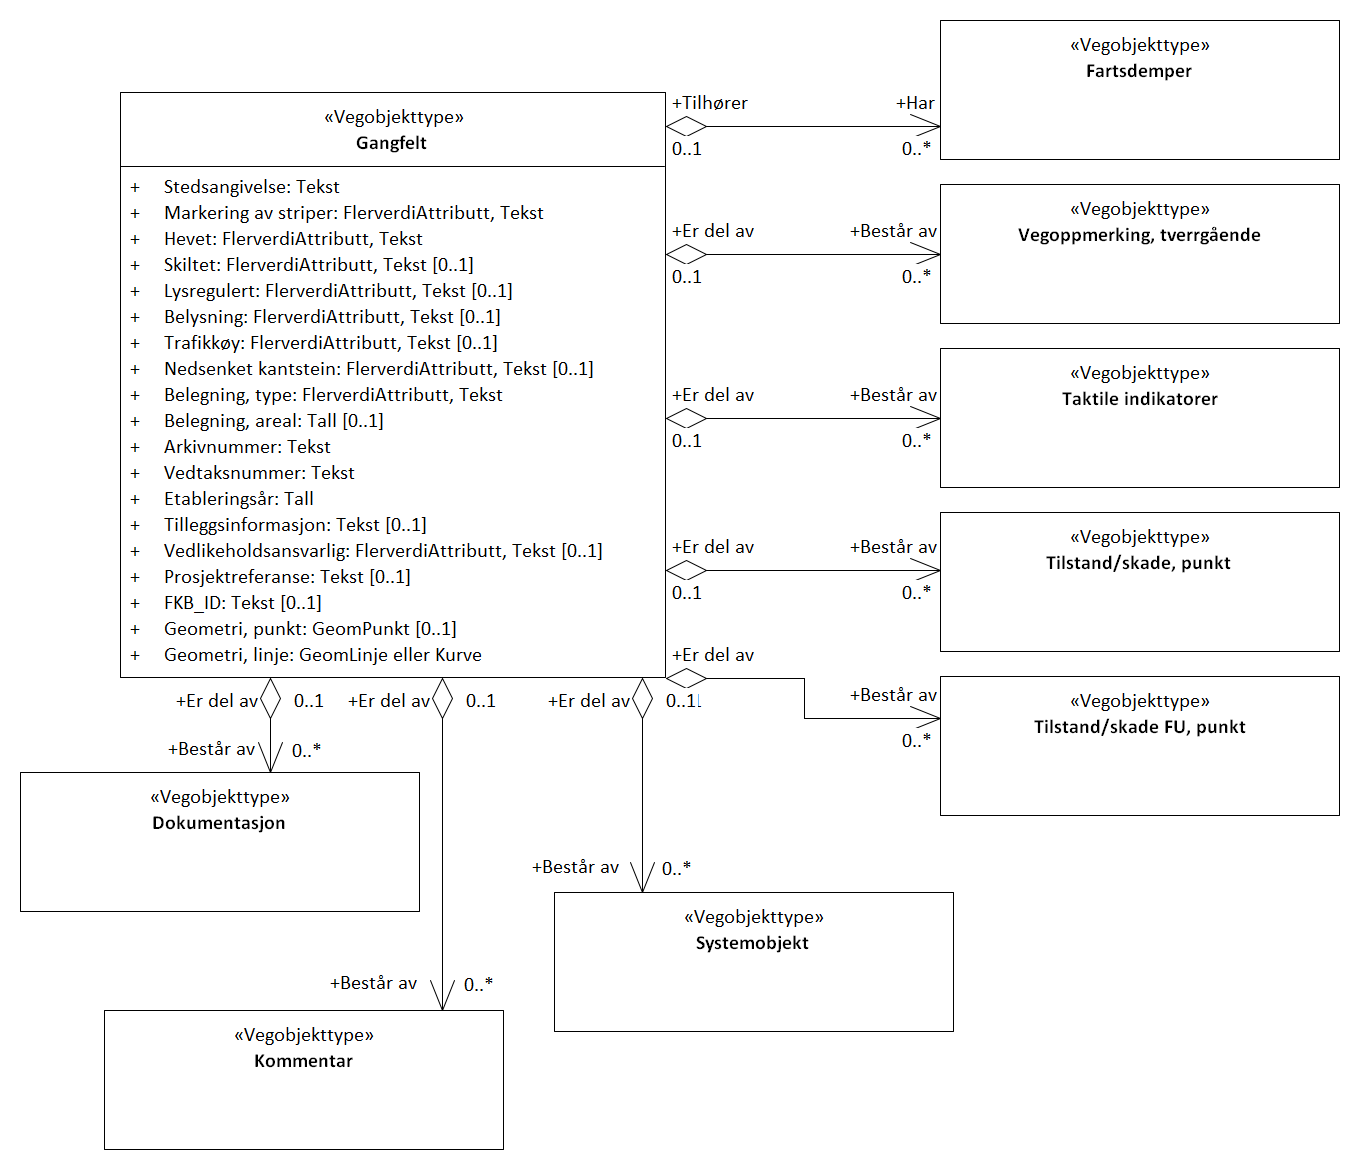 «Vegobjekttype»
Gangfelt
+ Stedsangivelse: Tekst
+ Markering av striper: FlerverdiAttributt, Tekst
+ Hevet: FlerverdiAttributt, Tekst
+ Skiltet: FlerverdiAttributt, Tekst [0..1]
+ Lysregulert: FlerverdiAttributt, Tekst [0..1]
+ Belysning: FlerverdiAttributt, Tekst [0..1]
+ Trafikkøy: FlerverdiAttributt, Tekst [0..1]
+ Nedsenket kantstein: FlerverdiAttributt, Tekst [0..1]
+ Belegning, type: FlerverdiAttributt, Tekst
+ Belegning, areal: Tall [0..1]
+ Arkivnummer: Tekst
+ Vedtaksnummer: Tekst
+ Etableringsår: Tall
+ Tilleggsinformasjon: Tekst [0..1]
+ Vedlikeholdsansvarlig: FlerverdiAttributt, Tekst [0..1]
+ Prosjektreferanse: Tekst [0..1]
+ FKB_ID: Tekst [0..1]
+ Geometri, punkt: GeomPunkt [0..1]
+ Geometri, linje: GeomLinje eller Kurve
+Tilhører +Har
0..1 0..*
«Vegobjekttype»
Fartsdemper
+Er del av +Består av
0..1 0..*
«Vegobjekttype»
Vegoppmerking, tverrgående
+Er del av +Består av
0..1 0..*
«Vegobjekttype»
Taktile indikatorer
+Er del av +Består av
0..1 0..*
«Vegobjekttype»
Tilstand/skade, punkt
+Er del av +Består av
0..1 0..*
«Vegobjekttype»
Tilstand/skade FU, punkt
+Er del av 0..1
+Består av 0..*
«Vegobjekttype»
Dokumentasjon
+Er del av 0..1
+Består av 0..*
«Vegobjekttype»
Kommentar
+Er del av 0..1
+Består av 0..*
«Vegobjekttype»
Systemobjekt